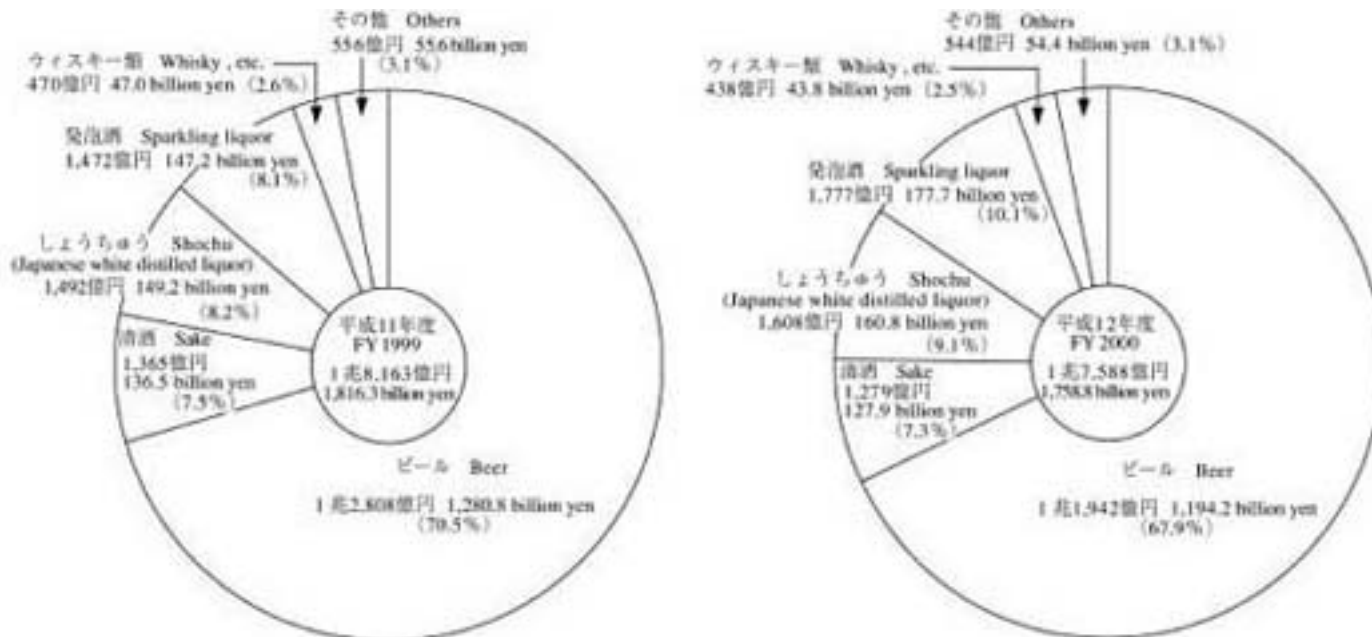 その他 Others
556億円 55.6 billion yen
(3.1%)
ウィスキー類 Whisky, etc.
470億円 47.0 billion yen (2.6%)
発泡酒 Sparkling liquor
1,472億円 147.2 billion yen
(8.1%)
しょうちゅう Shochu
(Japanese white distilled liquor)
1,492億円 149.2 billion yen
(8.2%)
清酒 Sake
1,365億円
136.5 billion yen
(7.5%)
平成11年度
FY 1999
1兆8,163億円
1,816.3 billion yen
ビール Beer
1兆2,808億円 1,280.8 billion yen
(70.5%)
その他 Others
544億円 54.4 billion yen (3.1%)
ウィスキー類 Whisky, etc.
438億円 43.8 billion yen (2.5%)
発泡酒 Sparkling liquor
1,777億円 177.7 billion yen
(10.1%)
しょうちゅう Shochu
(Japanese white distilled liquor)
1,608億円 160.8 billion yen
(9.1%)
清酒 Sake
1,279億円
127.9 billion yen
(7.3%)
平成12年度
FY 2000
1兆7,588億円
1,758.8 billion yen
ビール Beer
1兆1,942億円 1,194.2 billion yen
(67.9%)